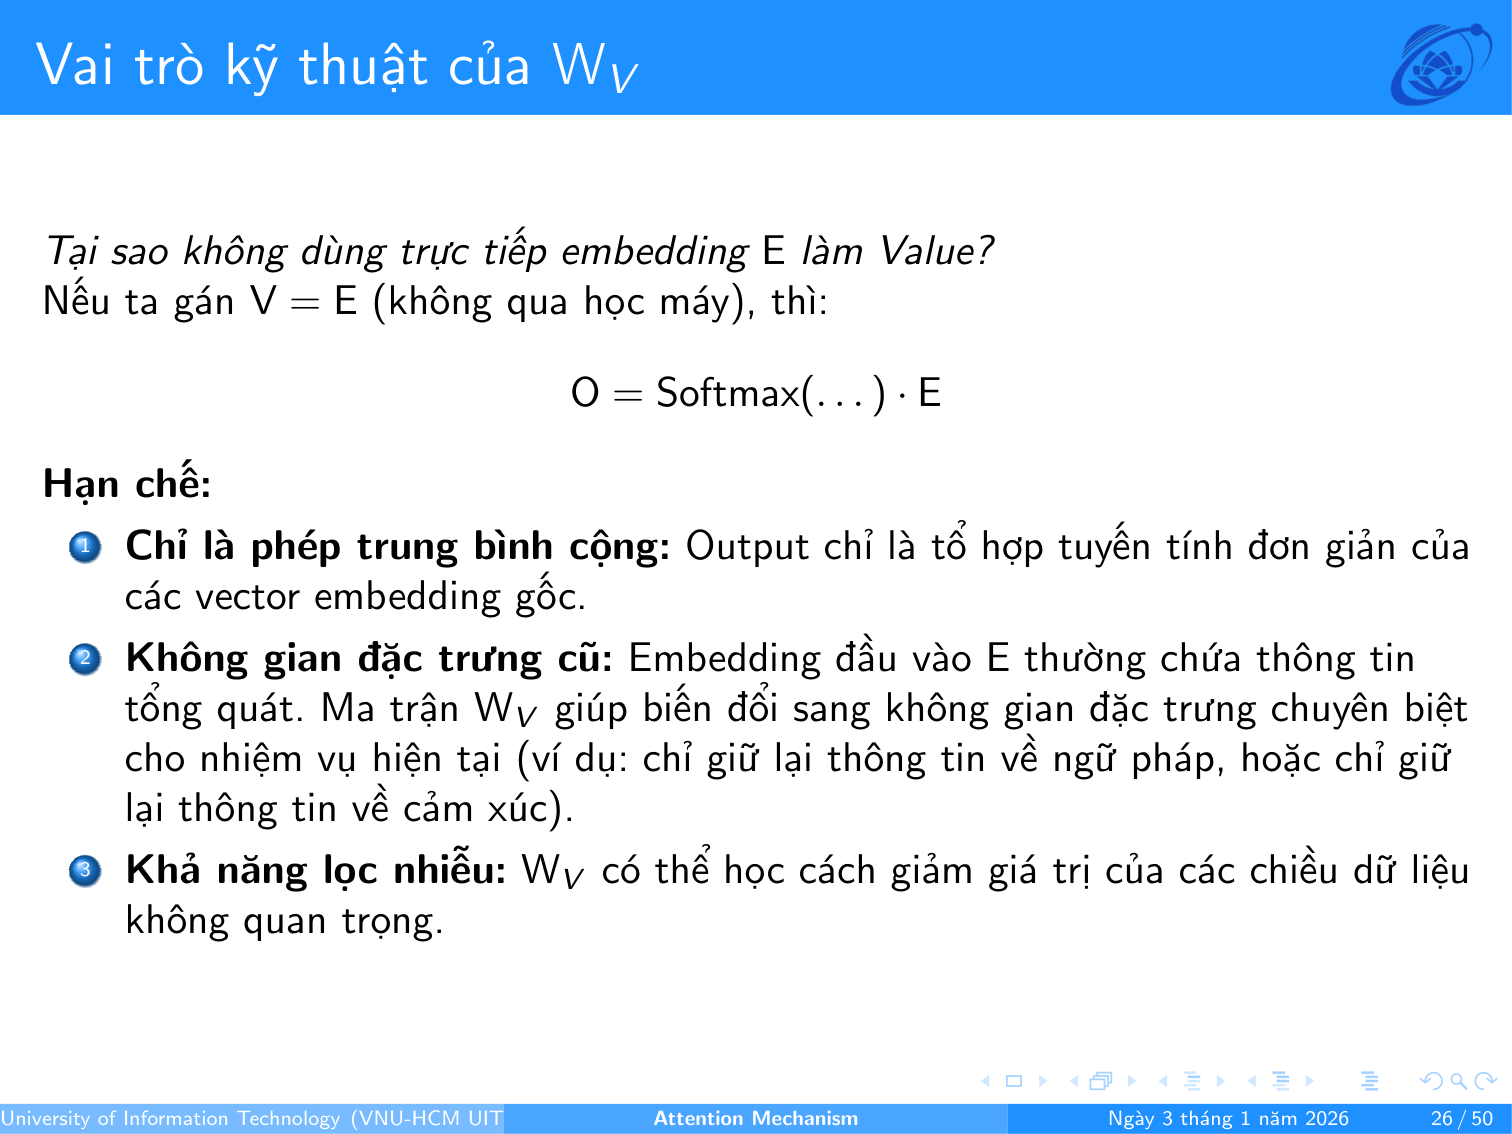 Vai trò kỹ thuật của W_V
Tại sao không dùng trực tiếp embedding E làm Value?
Nếu ta gán V = E (không qua học máy), thì:
O = Softmax(. . . ) · E
Hạn chế:
1 Chỉ là phép trung bình cộng: Output chỉ là tổ hợp tuyến tính đơn giản của
các vector embedding gốc.
2 Không gian đặc trưng cũ: Embedding đầu vào E thường chứa thông tin
tổng quát. Ma trận W_V giúp biến đổi sang không gian đặc trưng chuyên biệt
cho nhiệm vụ hiện tại (ví dụ: chỉ giữ lại thông tin về ngữ pháp, hoặc chỉ giữ
lại thông tin về cảm xúc).
3 Khả năng lọc nhiễu: W_V có thể học cách giảm giá trị của các chiều dữ liệu
không quan trọng.
University of Information Technology (VNU-HCM UIT Attention Mechanism Ngày 3 tháng 1 năm 2026 26 / 50